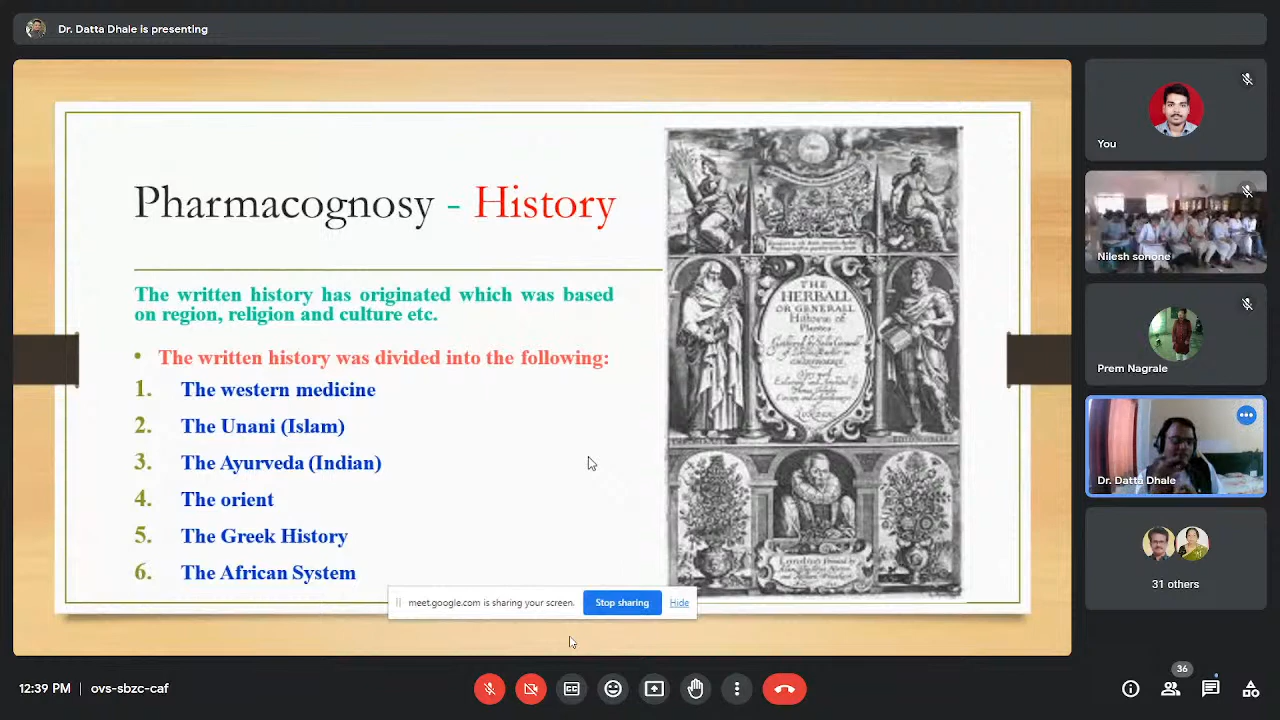 Dr. Datta Dhale is presenting
Pharmacognosy - History
The written history has originated which was based
on region, religion and culture etc.
• The written history was divided into the following:
1. The western medicine
2. The Unani (Islam)
3. The Ayurveda (Indian)
4. The orient
5. The Greek History
6. The African System
THE
HERBALL
OR GENERALL
Historie of
Plantes
LONDON
meet.google.com is sharing your screen.
Stop sharing
Hide
You
Nilesh sonone
Prem Nagrale
Dr. Datta Dhale
31 others
12:39 PM | ovs-sbzc-caf
36